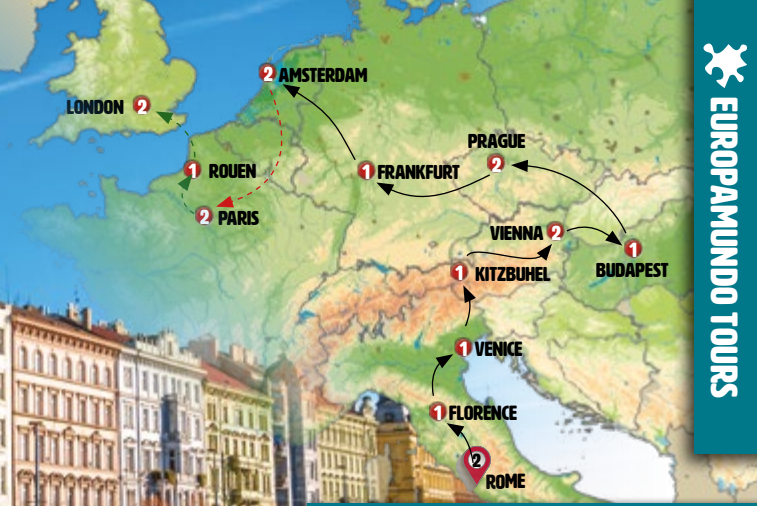 2 AMSTERDAM
LONDON 2
PRAGUE
2
1 ROUEN
1 FRANKFURT
2 PARIS
VIENNA 2
1
BUDAPEST
1 KITZBUHEL
1 VENICE
1 FLORENCE
2
ROME
EUROPAMUNDO TOURS